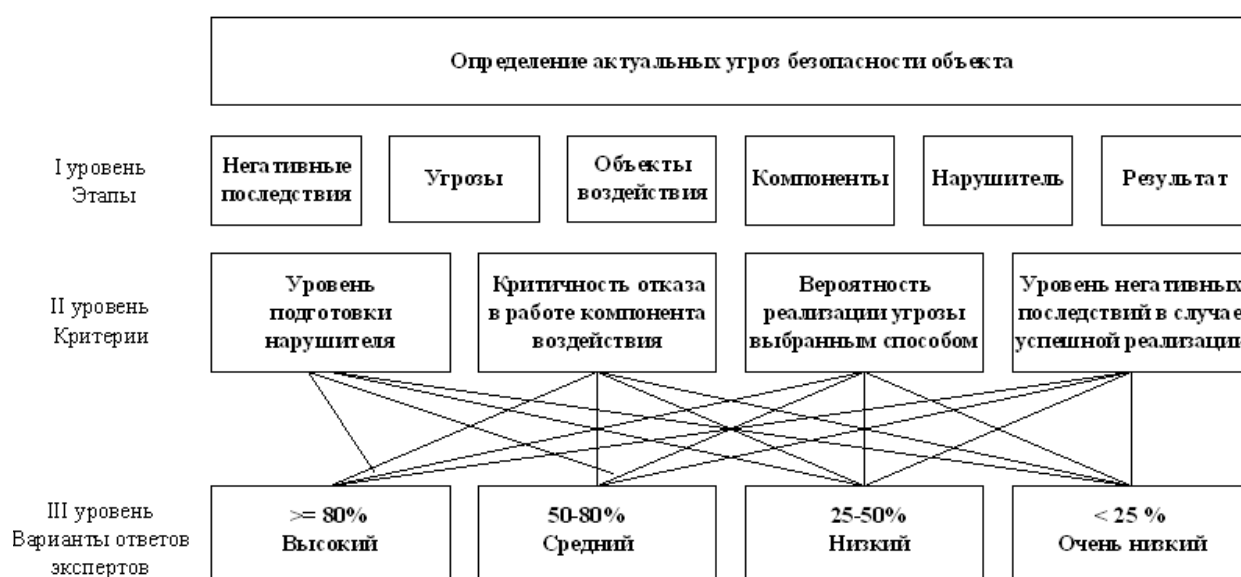 Определение актуальных угроз безопасности объекта
I уровень
Этапы
Негативные
последствия
Угрозы
Объекты
воздействия
Компоненты
Нарушитель
Результат
II уровень
Критерии
Уровень
подготовки
нарушителя
Критичность отказа
в работе компонента
воздействия
Вероятность
реализации угрозы
выбранным способом
Уровень негативных
последствий в случае
успешной реализации
III уровень
Варианты ответов
экспертов
>= 80%
Высокий
50-80%
Средний
25-50%
Низкий
< 25 %
Очень низкий